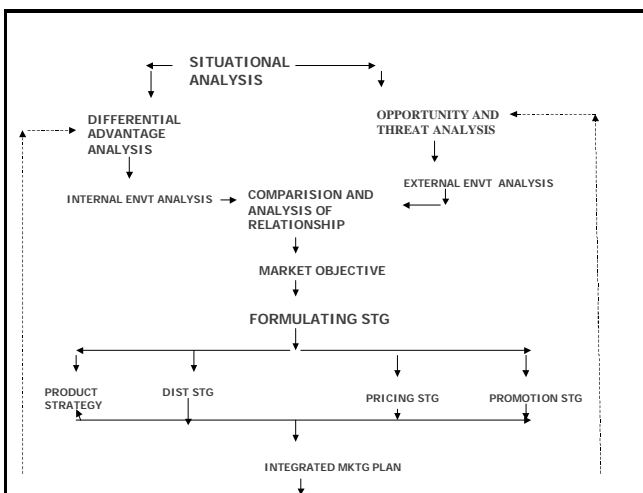 SITUATIONAL
ANALYSIS
DIFFERENTIAL
ADVANTAGE
ANALYSIS
OPPORTUNITY AND
THREAT ANALYSIS
INTERNAL ENVT ANALYSIS
COMPARISION AND
ANALYSIS OF
RELATIONSHIP
EXTERNAL ENVT ANALYSIS
MARKET OBJECTIVE
FORMULATING STG
PRODUCT
STRATEGY
DIST STG
PRICING STG
PROMOTION STG
INTEGRATED MKTG PLAN